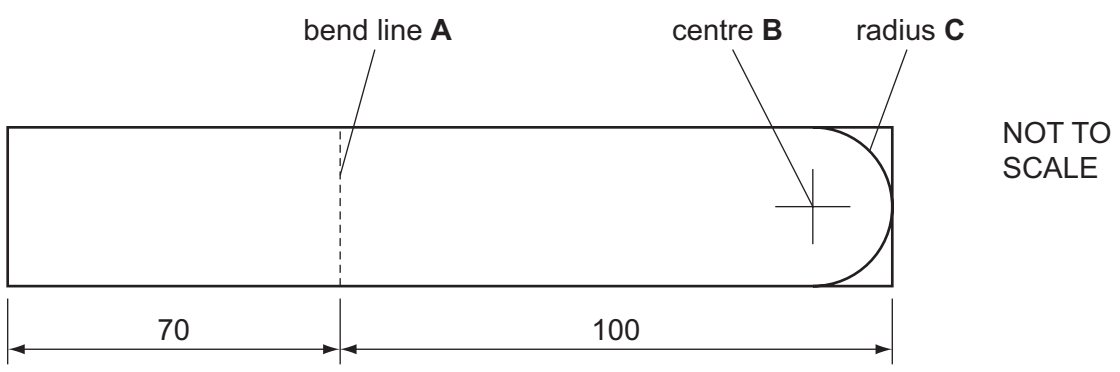 bend line A
centre B
radius C
NOT TO
SCALE
70
100